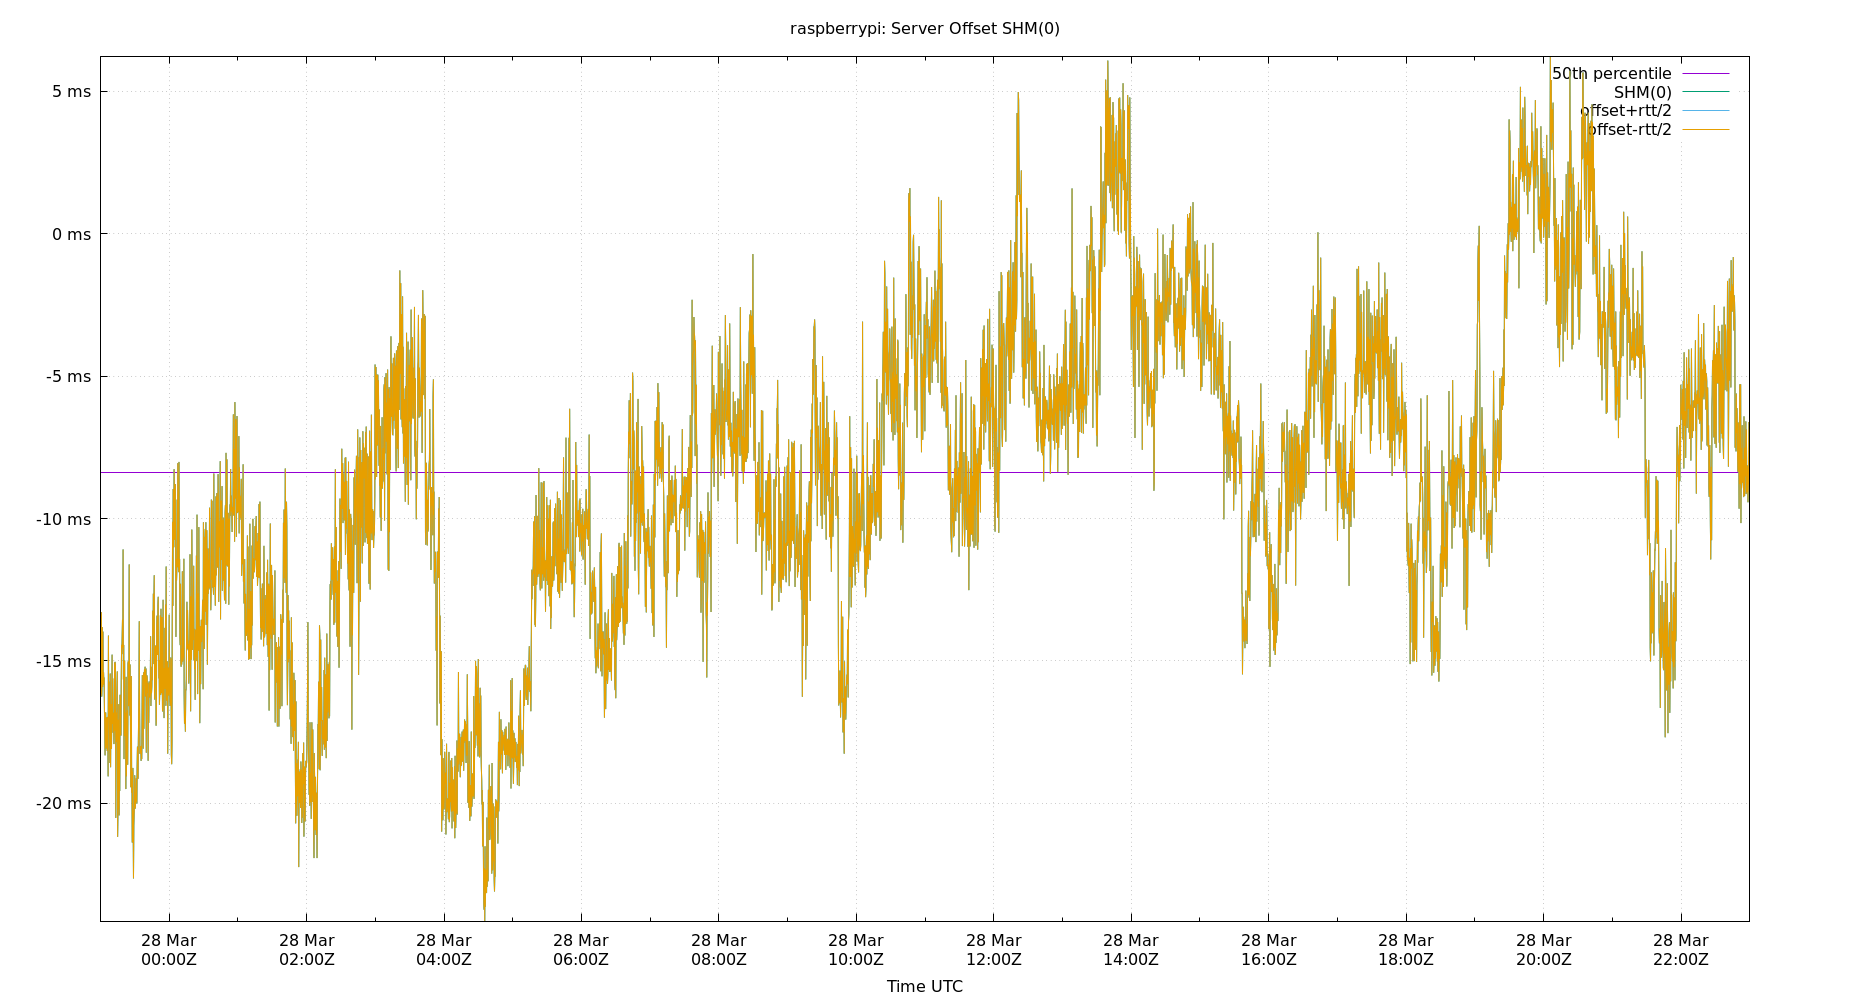 raspberrypi: Server Offset SHM(0)
50th percentile
SHM(0)
offset+rtt/2
offset-rtt/2
5 ms
0 ms
-5 ms
-10 ms
-15 ms
-20 ms
28 Mar 28 Mar 28 Mar 28 Mar 28 Mar 28 Mar 28 Mar 28 Mar 28 Mar 28 Mar 28 Mar 28 Mar
00:00Z 02:00Z 04:00Z 06:00Z 08:00Z 10:00Z 12:00Z 14:00Z 16:00Z 18:00Z 20:00Z 22:00Z
Time UTC